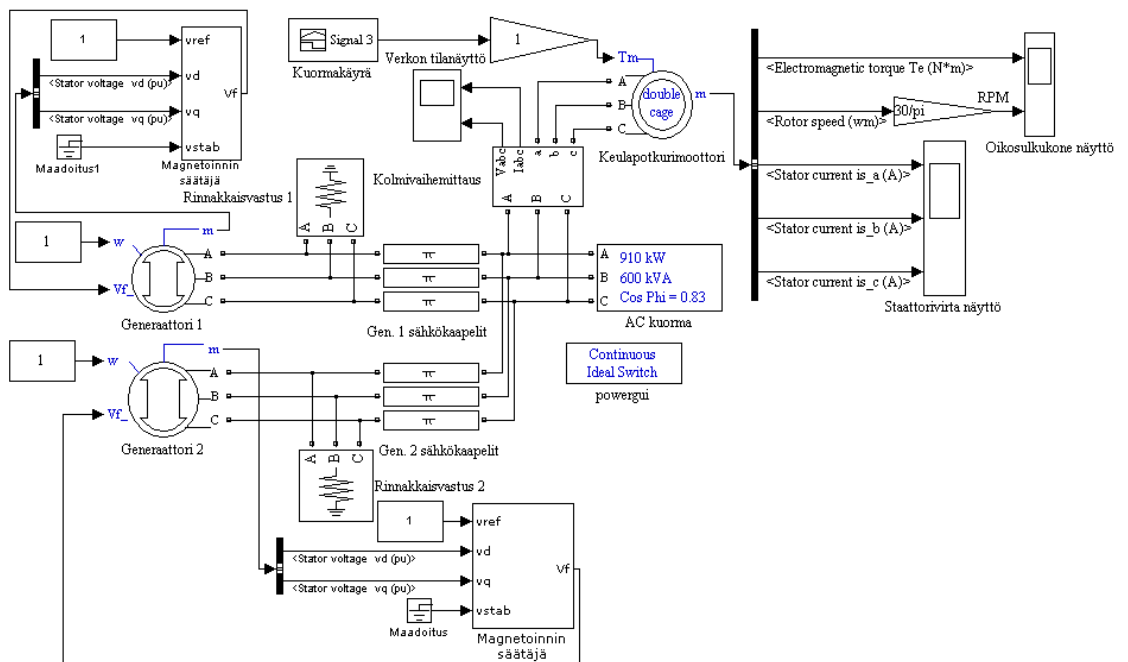 1
vref
vd
vq
vstab
Vf
<Stator voltage vd (pu)>
<Stator voltage vq (pu)>
Maadoitus1
Magnetoinnin
säätäjä
Signal 3
Kuormakäyrä
1
Verkon tilanäyttö
Tm
A
B
C
double
cage
m
Keulapotkurimoottori
<Electromagnetic torque Te (N*m)>
<Rotor speed (wm)>
30/pi
RPM
Oikosulkukone näyttö
<Stator current is_a (A)>
<Stator current is_b (A)>
<Stator current is_c (A)>
Staattorivirta näyttö
Vabc
Iabc
a
b
c
A
B
C
Kolmivaihemittaus
Rinnakkaisvastus 1
A
B
C
1
w
Vf_
m
A
B
C
Generaattori 1
π
π
π
Gen. 1 sähkökaapelit
A
B
C
910 kW
600 kVA
Cos Phi = 0.83
AC kuorma
Continuous
Ideal Switch
powergui
1
w
Vf_
m
A
B
C
Generaattori 2
π
π
π
Gen. 2 sähkökaapelit
A
B
C
Rinnakkaisvastus 2
1
vref
vd
vq
vstab
Vf
<Stator voltage vd (pu)>
<Stator voltage vq (pu)>
Maadoitus
Magnetoinnin
säätäjä